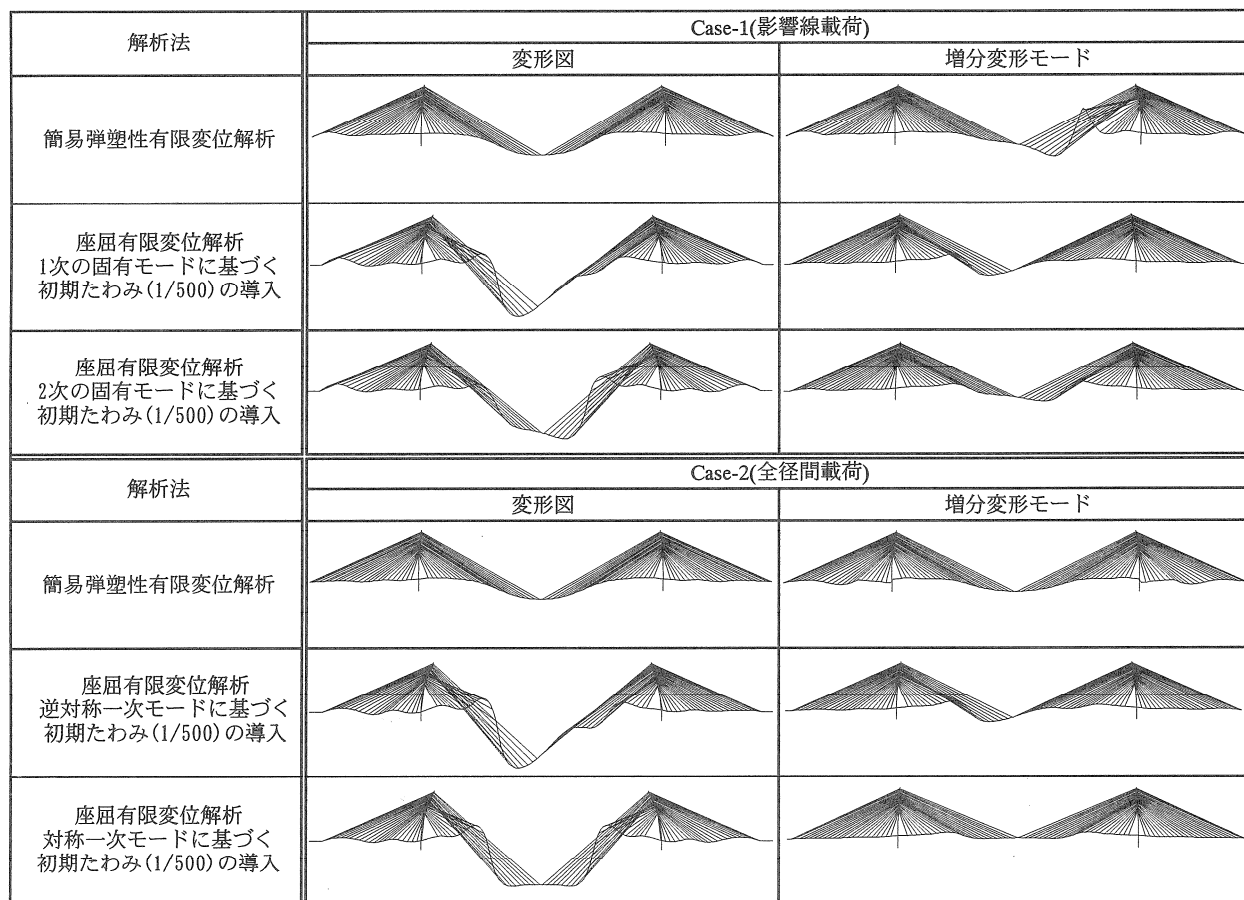 解析法
Case-1(影響線載荷)
変形図
増分変形モード
簡易弾塑性有限変位解析
座屈有限変位解析
1次の固有モードに基づく
初期たわみ(1/500)の導入
座屈有限変位解析
2次の固有モードに基づく
初期たわみ(1/500)の導入
解析法
Case-2(全径間載荷)
変形図
増分変形モード
簡易弾塑性有限変位解析
座屈有限変位解析
逆対称一次モードに基づく
初期たわみ(1/500)の導入
座屈有限変位解析
対称一次モードに基づく
初期たわみ(1/500)の導入